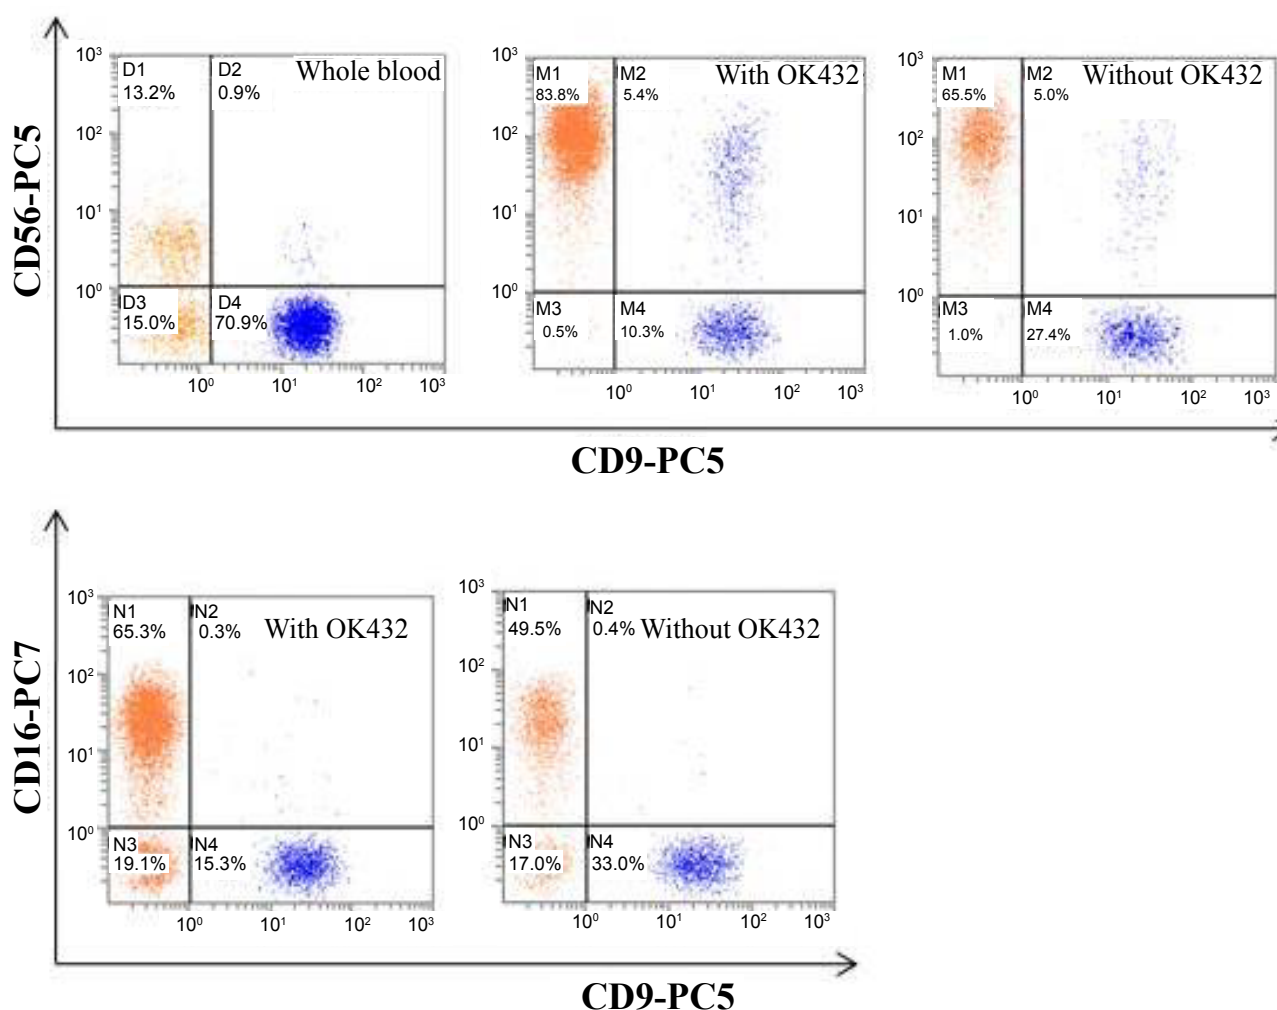 CD56-PC5
10³
10²
10¹
10⁰
D1
13.2%
D2
0.9%
Whole blood
D3
15.0%
D4
70.9%
10⁰ 10¹ 10² 10³
10³
10²
10¹
10⁰
M1
83.8%
M2
5.4%
With OK432
M3
0.5%
M4
10.3%
10⁰ 10¹ 10² 10³
10³
10²
10¹
10⁰
M1
65.5%
M2
5.0%
Without OK432
M3
1.0%
M4
27.4%
10⁰ 10¹ 10² 10³
CD9-PC5
CD16-PC7
10³
10²
10¹
10⁰
N1
65.3%
N2
0.3%
With OK432
N3
19.1%
N4
15.3%
10⁰ 10¹ 10² 10³
10³
10²
10¹
10⁰
N1
49.5%
N2
0.4%
Without OK432
N3
17.0%
N4
33.0%
10⁰ 10¹ 10² 10³
CD9-PC5